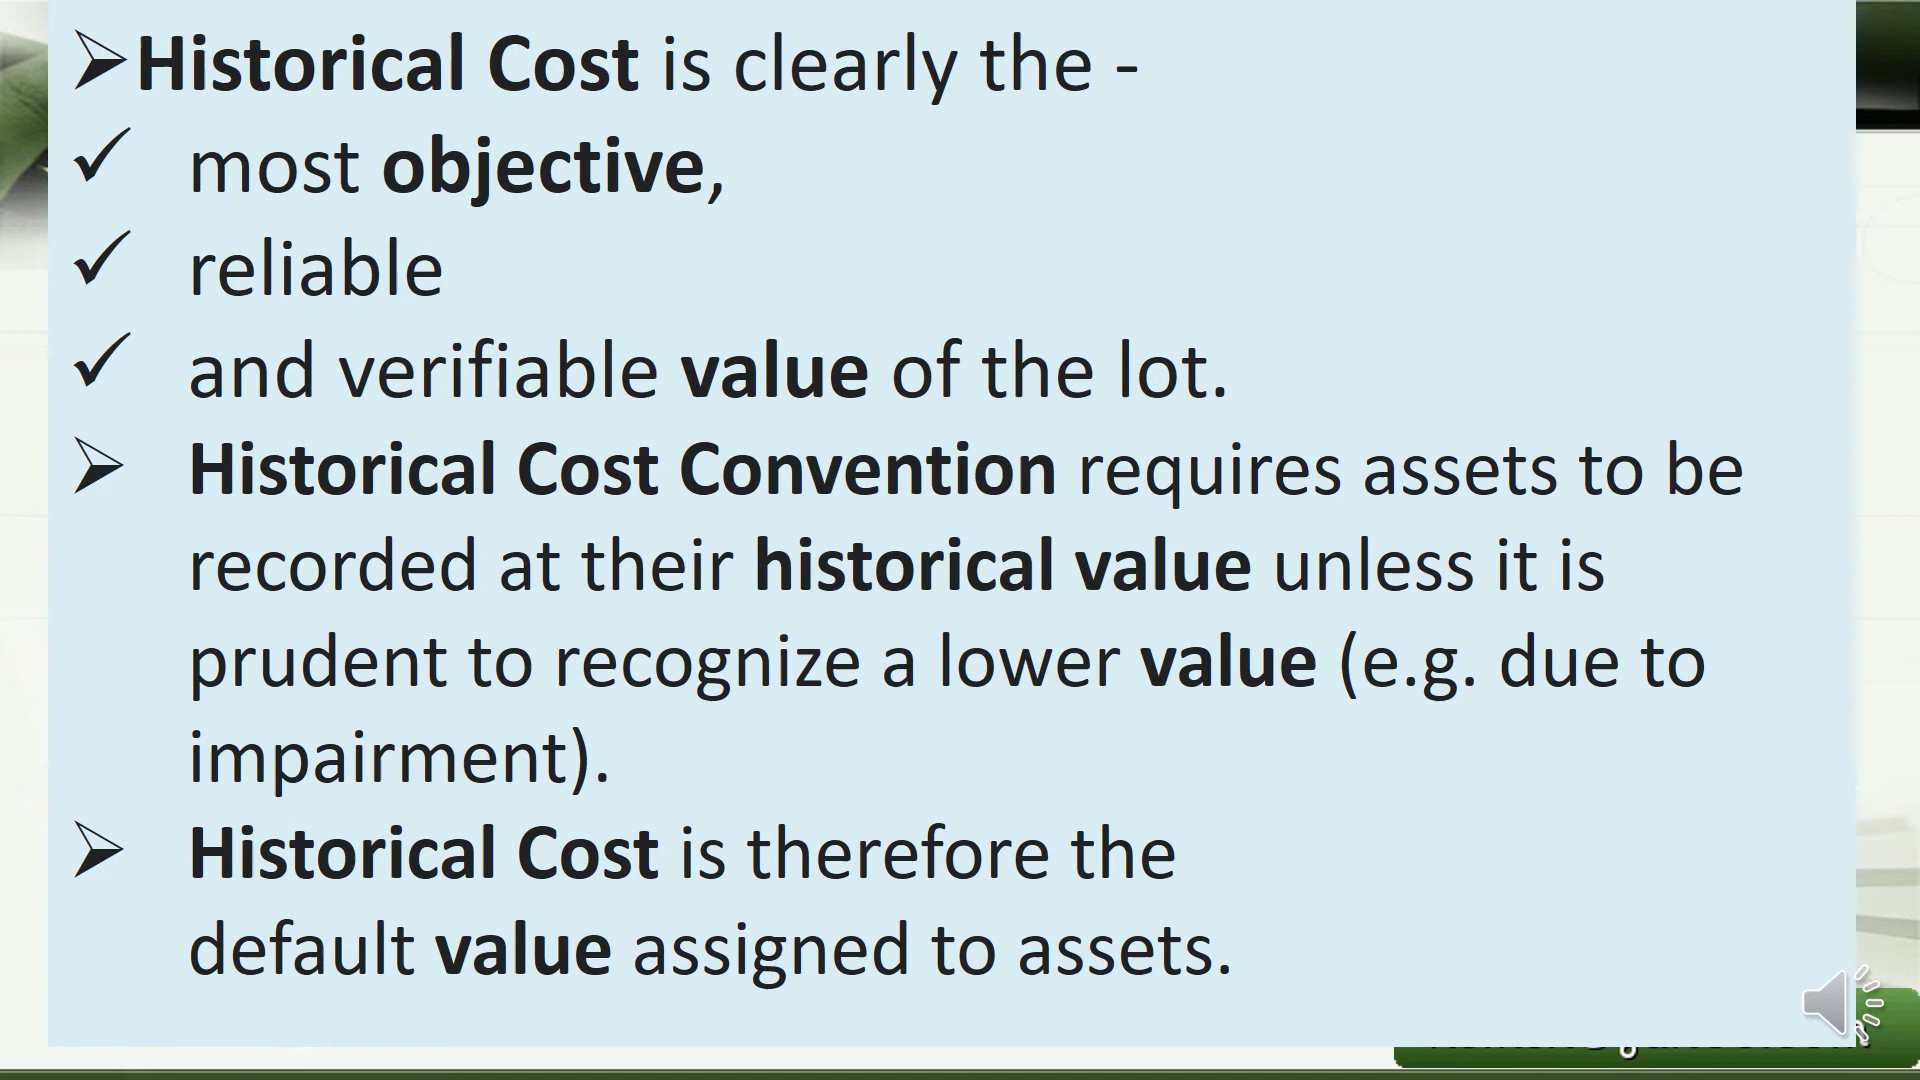 ➢Historical Cost is clearly the -
✓ most objective,
✓ reliable
✓ and verifiable value of the lot.
➢ Historical Cost Convention requires assets to be
recorded at their historical value unless it is
prudent to recognize a lower value (e.g. due to
impairment).
➢ Historical Cost is therefore the
default value assigned to assets.